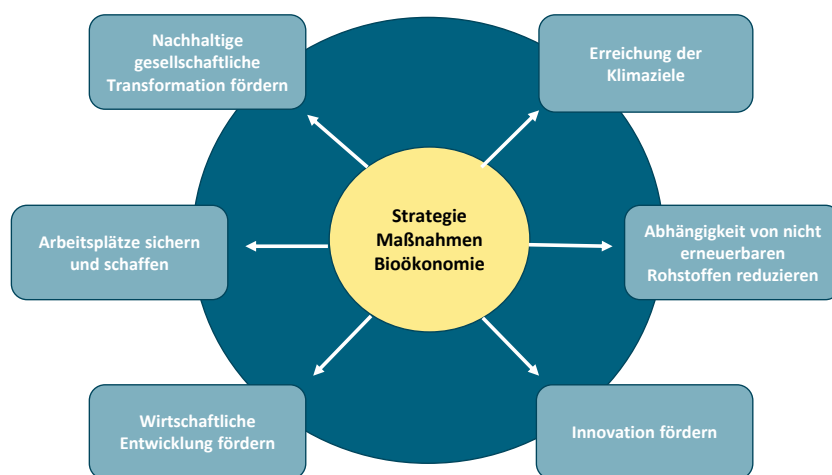 Nachhaltige
gesellschaftliche
Transformation fördern
Erreichung der
Klimaziele
Strategie
Maßnahmen
Bioökonomie
Arbeitsplätze sichern
und schaffen
Abhängigkeit von nicht
erneuerbaren
Rohstoffen reduzieren
Wirtschaftliche
Entwicklung fördern
Innovation fördern